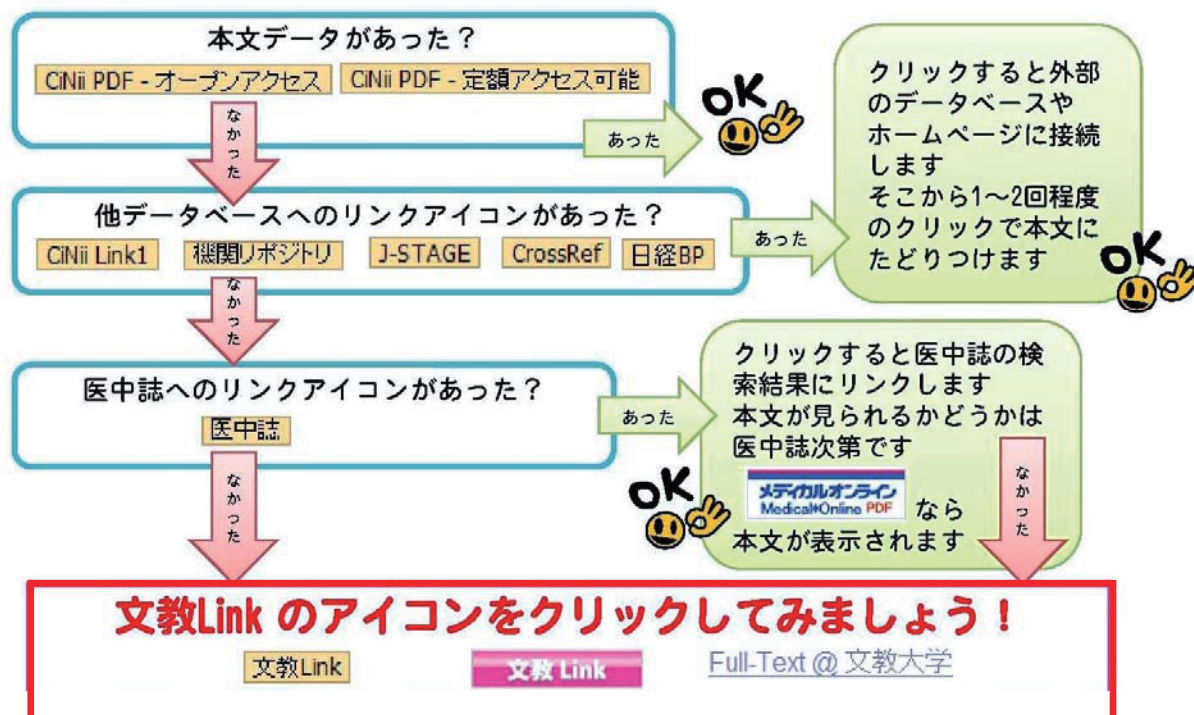 本文データがあった？
CiNii PDF - オープンアクセス
CiNii PDF - 定額アクセス可能
なかった
あった
OK
クリックすると外部
のデータベースや
ホームページに接続
します
そこから1～2回程度
のクリックで本文に
たどりつけます
OK
他データベースへのリンクアイコンがあった？
CiNii Link1
機関リポジトリ
J-STAGE
CrossRef
日経BP
あった
なかった
医中誌へのリンクアイコンがあった？
医中誌
あった
なかった
クリックすると医中誌の検
索結果にリンクします
本文が見られるかどうかは
医中誌次第です
メディカルオンライン
Medical*Online PDF
なら
本文が表示されます
OK
なかった
文教Link のアイコンをクリックしてみましょう！
文教Link
文教 Link
Full-Text @ 文教大学